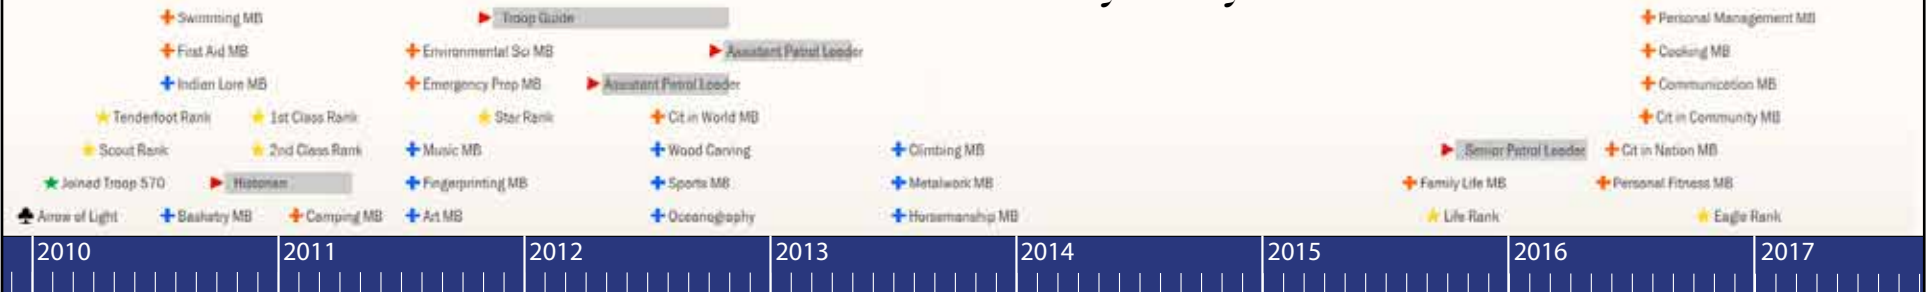 Swimming MB Troop Guide Personal Management MB
First Aid MB Environmental Sci MB Assistant Patrol Leader Cooking MB
Indian Lore MB Emergency Prep MB Assistant Patrol Leader Communication MB
Tenderfoot Rank 1st Class Rank Star Rank Cit in World MB Cit in Community MB
Scout Rank 2nd Class Rank Music MB Wood Carving Climbing MB Senior Patrol Leader Cit in Nation MB
Joined Troop 570 Historian Fingerprinting MB Sports MB Metalwork MB Family Life MB Personal Fitness MB
Arrow of Light Basketry MB Camping MB Art MB Oceanography Horsemanship MB Life Rank Eagle Rank
2010 2011 2012 2013 2014 2015 2016 2017